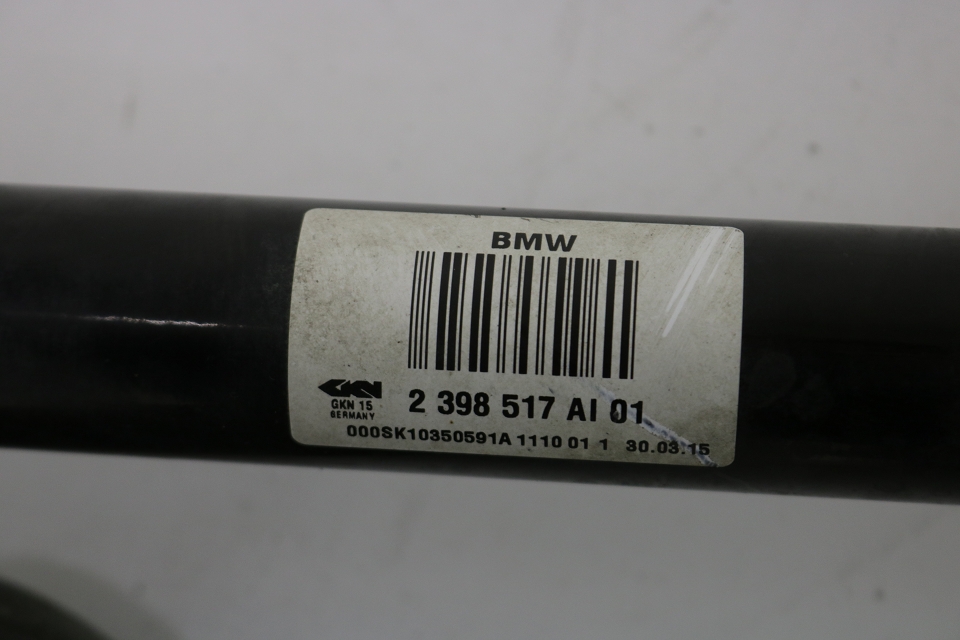 BMW
GKN
GKN 15
GERMANY
2 398 517 AI 01
000SK10350591A 1110 01 1 30.03.15